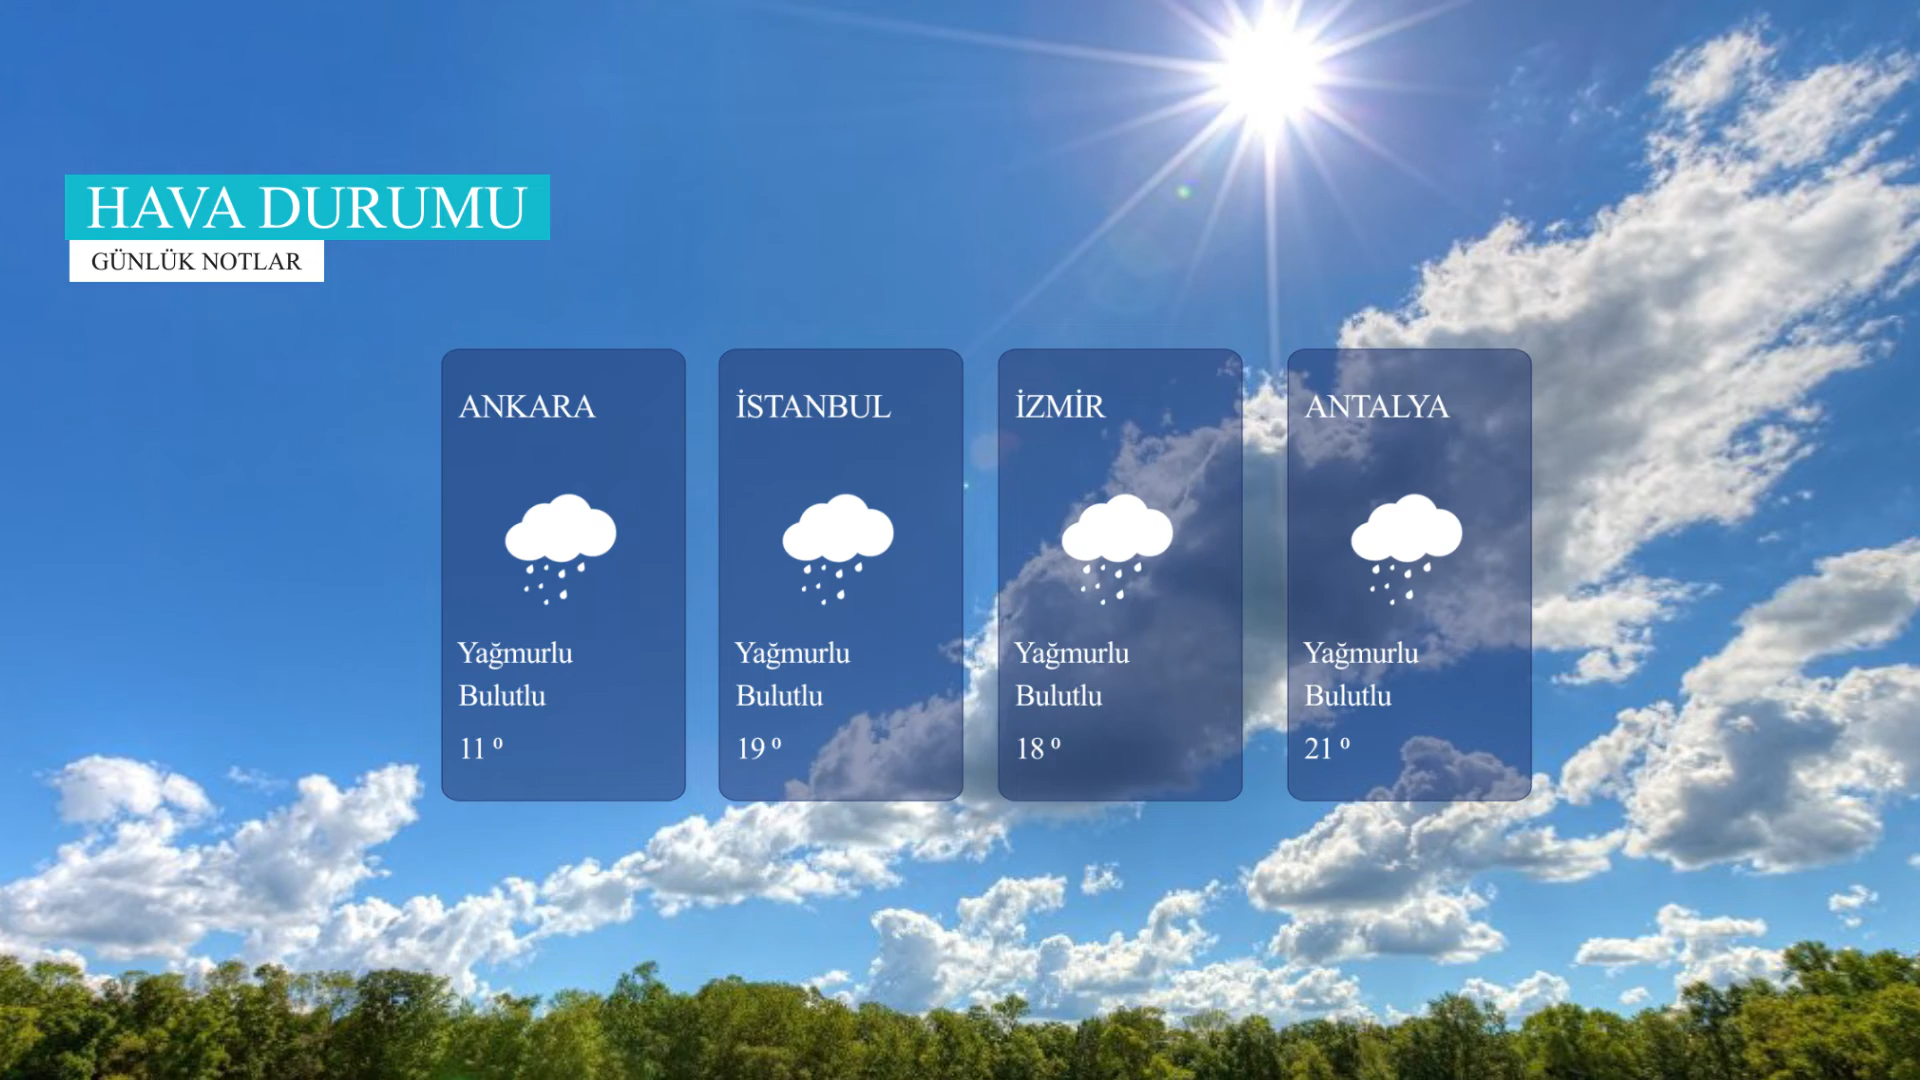 HAVA DURUMU
GÜNLÜK NOTLAR
ANKARA
Yağmurlu
Bulutlu
11 º
İSTANBUL
Yağmurlu
Bulutlu
19 º
İZMİR
Yağmurlu
Bulutlu
18 º
ANTALYA
Yağmurlu
Bulutlu
21 º